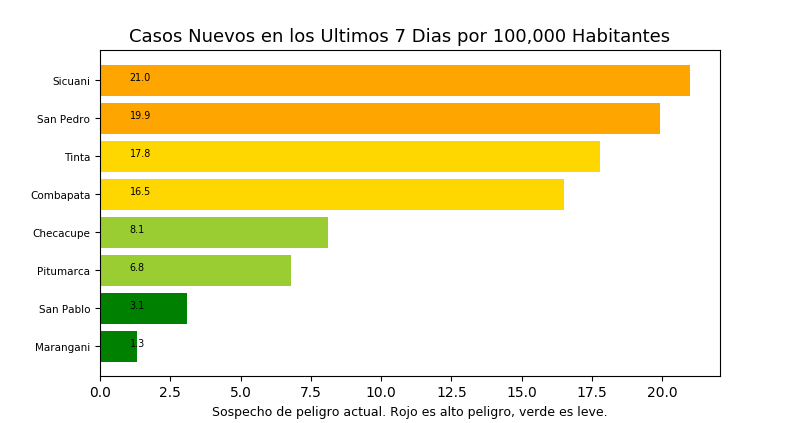 Casos Nuevos en los Ultimos 7 Dias por 100,000 Habitantes
Sicuani 21.0
San Pedro 19.9
Tinta 17.8
Combapata 16.5
Checacupe 8.1
Pitumarca 6.8
San Pablo 3.1
Marangani 1.3
0.0 2.5 5.0 7.5 10.0 12.5 15.0 17.5 20.0
Sospecho de peligro actual. Rojo es alto peligro, verde es leve.